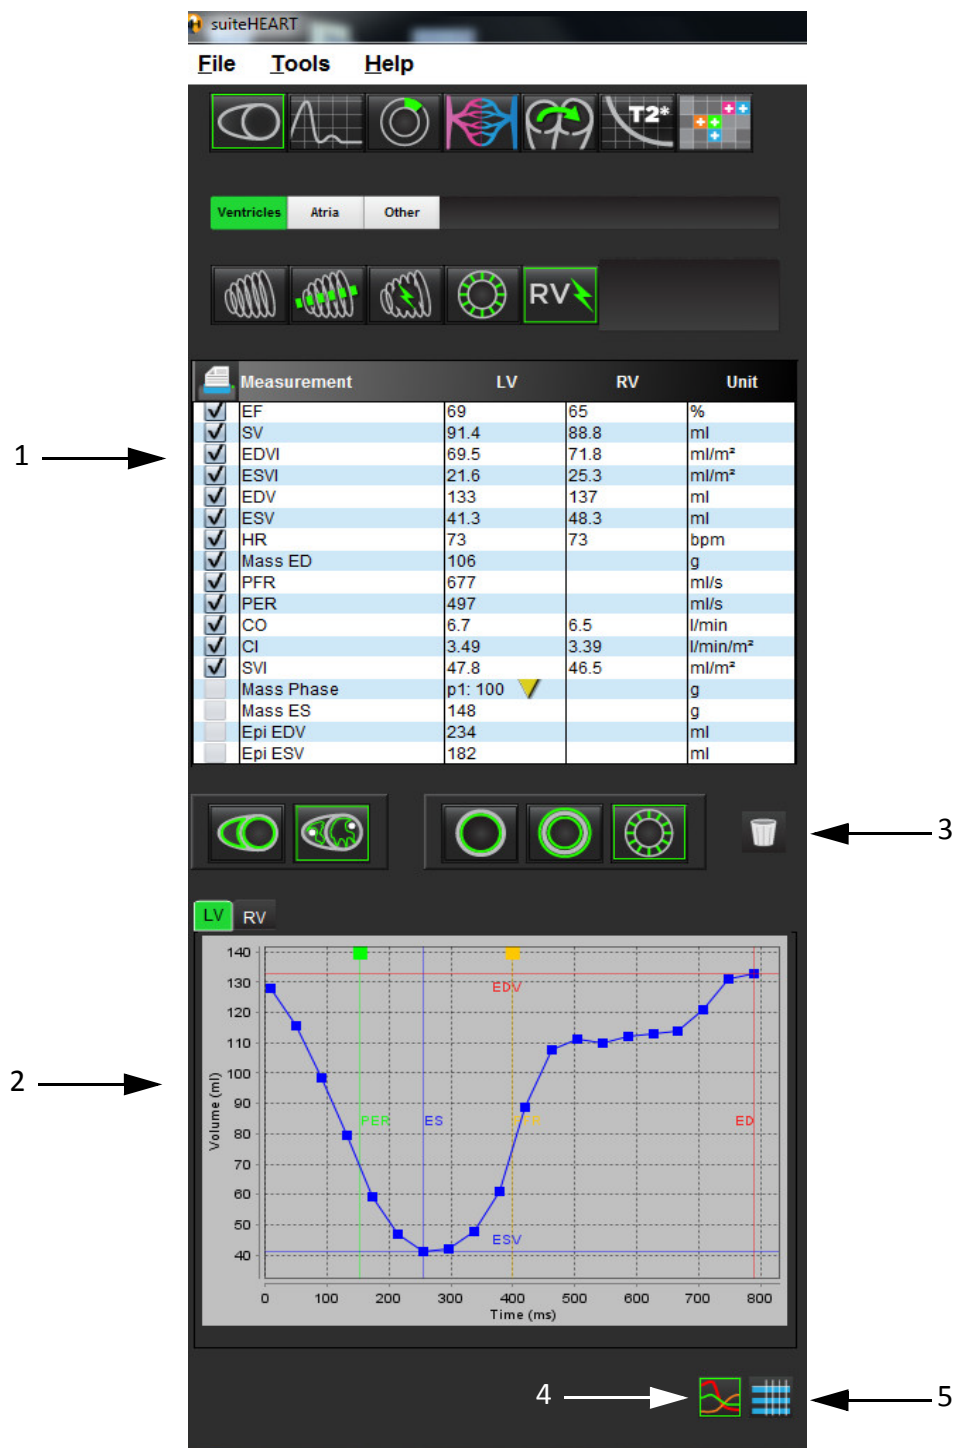 suiteHEART
File Tools Help
T2*
Ventricles Atria Other
RV
Measurement LV RV Unit
EF 69 65 %
SV 91.4 88.8 ml
1
EDVI 69.5 71.8 ml/m²
ESVI 21.6 25.3 ml/m²
EDV 133 137 ml
ESV 41.3 48.3 ml
HR 73 73 bpm
Mass ED 106 g
PFR 677 ml/s
PER 497 ml/s
CO 6.7 6.5 l/min
CI 3.49 3.39 l/min/m²
SVI 47.8 46.5 ml/m²
Mass Phase p1: 100 g
Mass ES 148 g
Epi EDV 234 ml
Epi ESV 182 ml
3
LV RV
140
130
EDV
120
110
100
2
90
PER ES PFR ED
80
70
60
50
ESV
40
Volume (ml)
0 100 200 300 400 500 600 700 800
Time (ms)
4
5